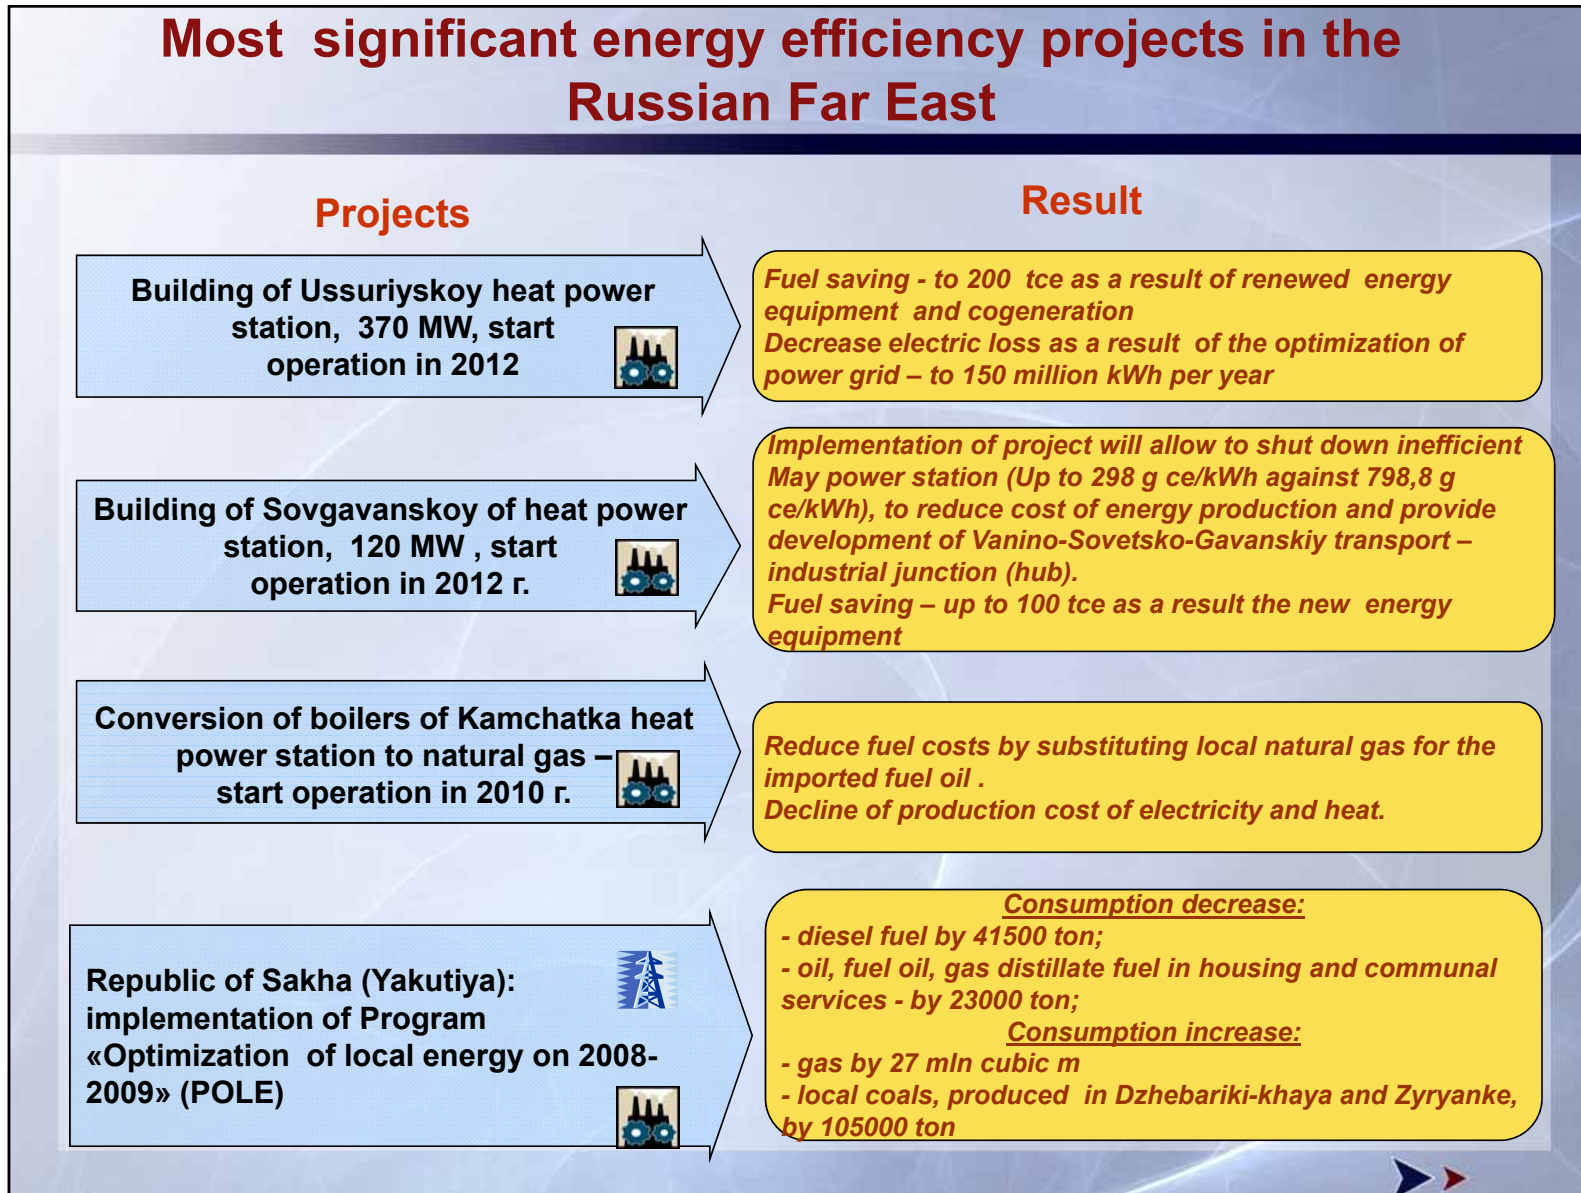 Most significant energy efficiency projects in the
Russian Far East
Projects
Result
Building of Ussuriyskoy heat power
station, 370 MW, start
operation in 2012
Fuel saving - to 200 tce as a result of renewed energy
equipment and cogeneration
Decrease electric loss as a result of the optimization of
power grid – to 150 million kWh per year
Building of Sovgavanskoy of heat power
station, 120 MW , start
operation in 2012 г.
Implementation of project will allow to shut down inefficient
May power station (Up to 298 g ce/kWh against 798,8 g
ce/kWh), to reduce cost of energy production and provide
development of Vanino-Sovetsko-Gavanskiy transport –
industrial junction (hub).
Fuel saving – up to 100 tce as a result the new energy
equipment
Conversion of boilers of Kamchatka heat
power station to natural gas –
start operation in 2010 г.
Reduce fuel costs by substituting local natural gas for the
imported fuel oil .
Decline of production cost of electricity and heat.
Republic of Sakha (Yakutiya):
implementation of Program
«Optimization of local energy on 2008-
2009» (POLE)
Consumption decrease:
- diesel fuel by 41500 ton;
- oil, fuel oil, gas distillate fuel in housing and communal
services - by 23000 ton;
Consumption increase:
- gas by 27 mln cubic m
- local coals, produced in Dzhebariki-khaya and Zyryanke,
by 105000 ton